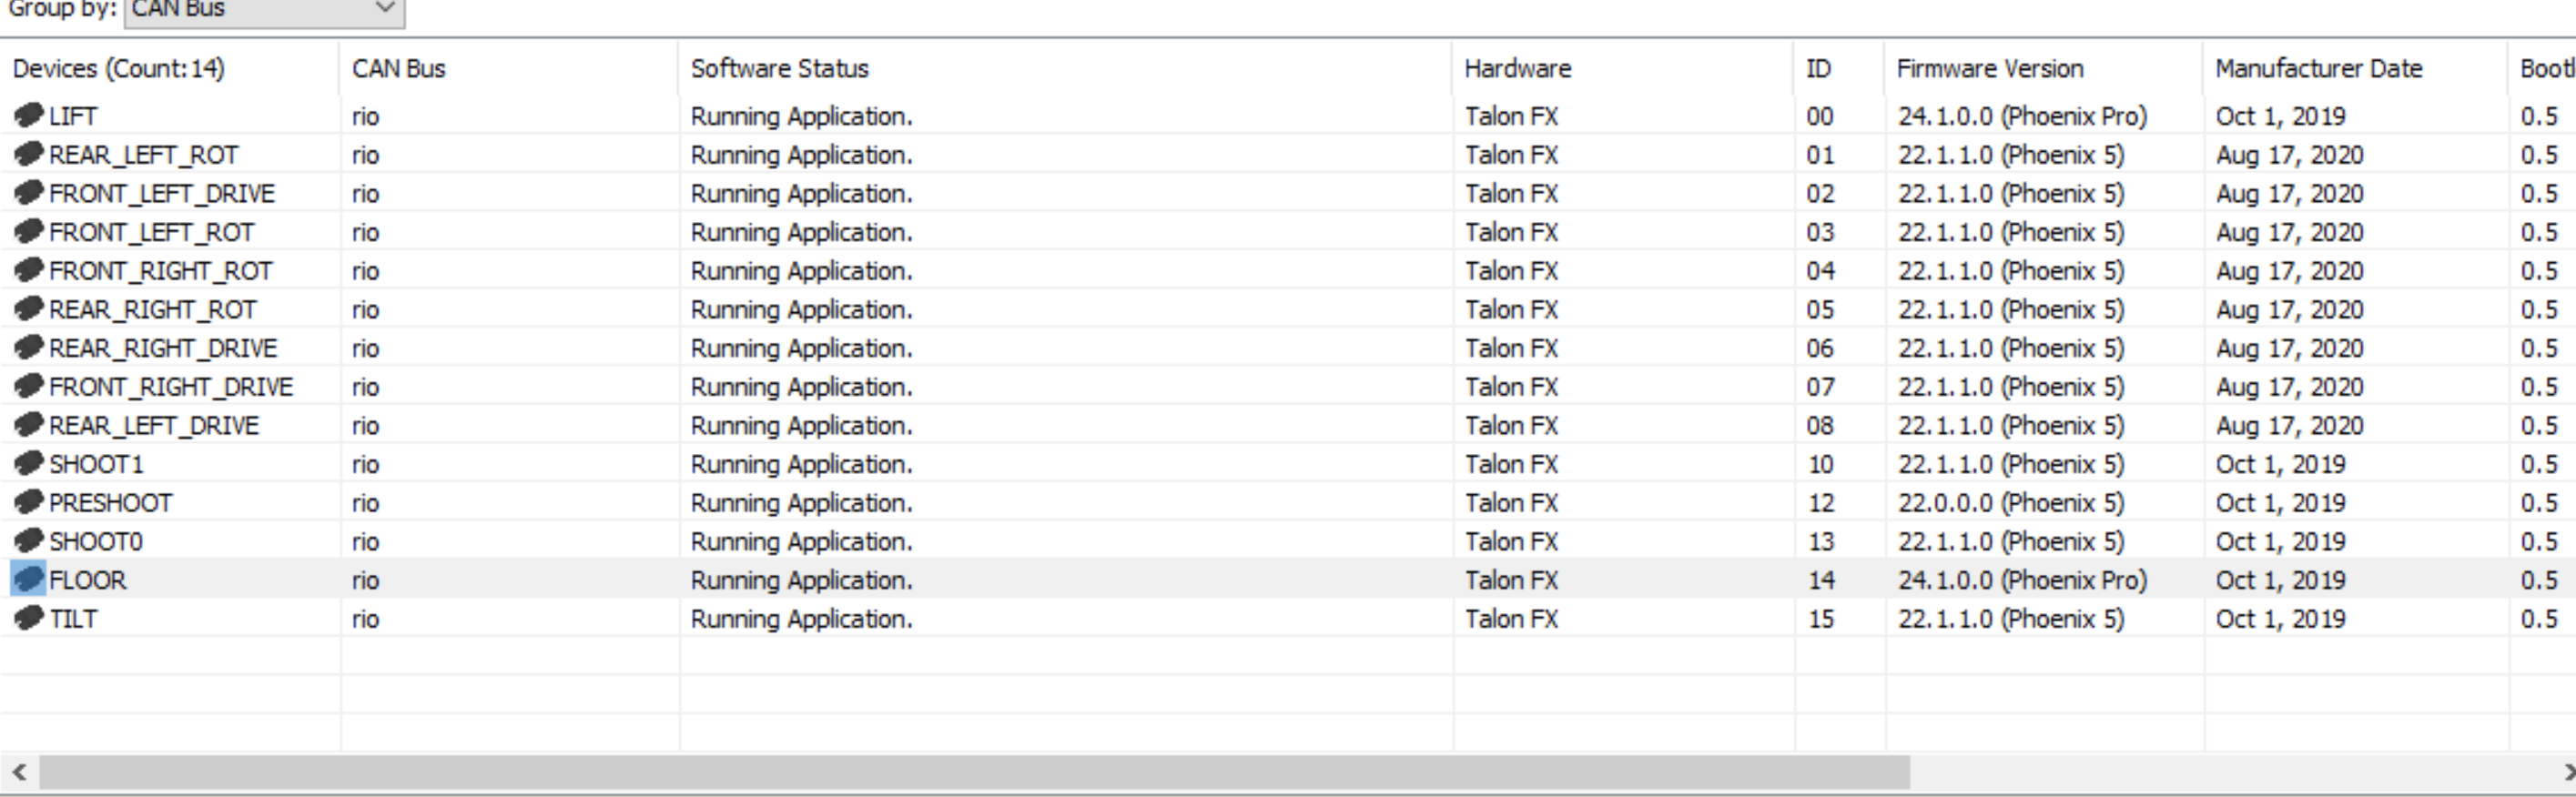 Group by: CAN Bus
Devices (Count: 14) CAN Bus Software Status Hardware ID Firmware Version Manufacturer Date Bootl
LIFT rio Running Application. Talon FX 00 24.1.0.0 (Phoenix Pro) Oct 1, 2019 0.5
REAR_LEFT_ROT rio Running Application. Talon FX 01 22.1.1.0 (Phoenix 5) Aug 17, 2020 0.5
FRONT_LEFT_DRIVE rio Running Application. Talon FX 02 22.1.1.0 (Phoenix 5) Aug 17, 2020 0.5
FRONT_LEFT_ROT rio Running Application. Talon FX 03 22.1.1.0 (Phoenix 5) Aug 17, 2020 0.5
FRONT_RIGHT_ROT rio Running Application. Talon FX 04 22.1.1.0 (Phoenix 5) Aug 17, 2020 0.5
REAR_RIGHT_ROT rio Running Application. Talon FX 05 22.1.1.0 (Phoenix 5) Aug 17, 2020 0.5
REAR_RIGHT_DRIVE rio Running Application. Talon FX 06 22.1.1.0 (Phoenix 5) Aug 17, 2020 0.5
FRONT_RIGHT_DRIVE rio Running Application. Talon FX 07 22.1.1.0 (Phoenix 5) Aug 17, 2020 0.5
REAR_LEFT_DRIVE rio Running Application. Talon FX 08 22.1.1.0 (Phoenix 5) Aug 17, 2020 0.5
SHOOT1 rio Running Application. Talon FX 10 22.1.1.0 (Phoenix 5) Oct 1, 2019 0.5
PRESHOOT rio Running Application. Talon FX 12 22.0.0.0 (Phoenix 5) Oct 1, 2019 0.5
SHOOT0 rio Running Application. Talon FX 13 22.1.1.0 (Phoenix 5) Oct 1, 2019 0.5
FLOOR rio Running Application. Talon FX 14 24.1.0.0 (Phoenix Pro) Oct 1, 2019 0.5
TILT rio Running Application. Talon FX 15 22.1.1.0 (Phoenix 5) Oct 1, 2019 0.5